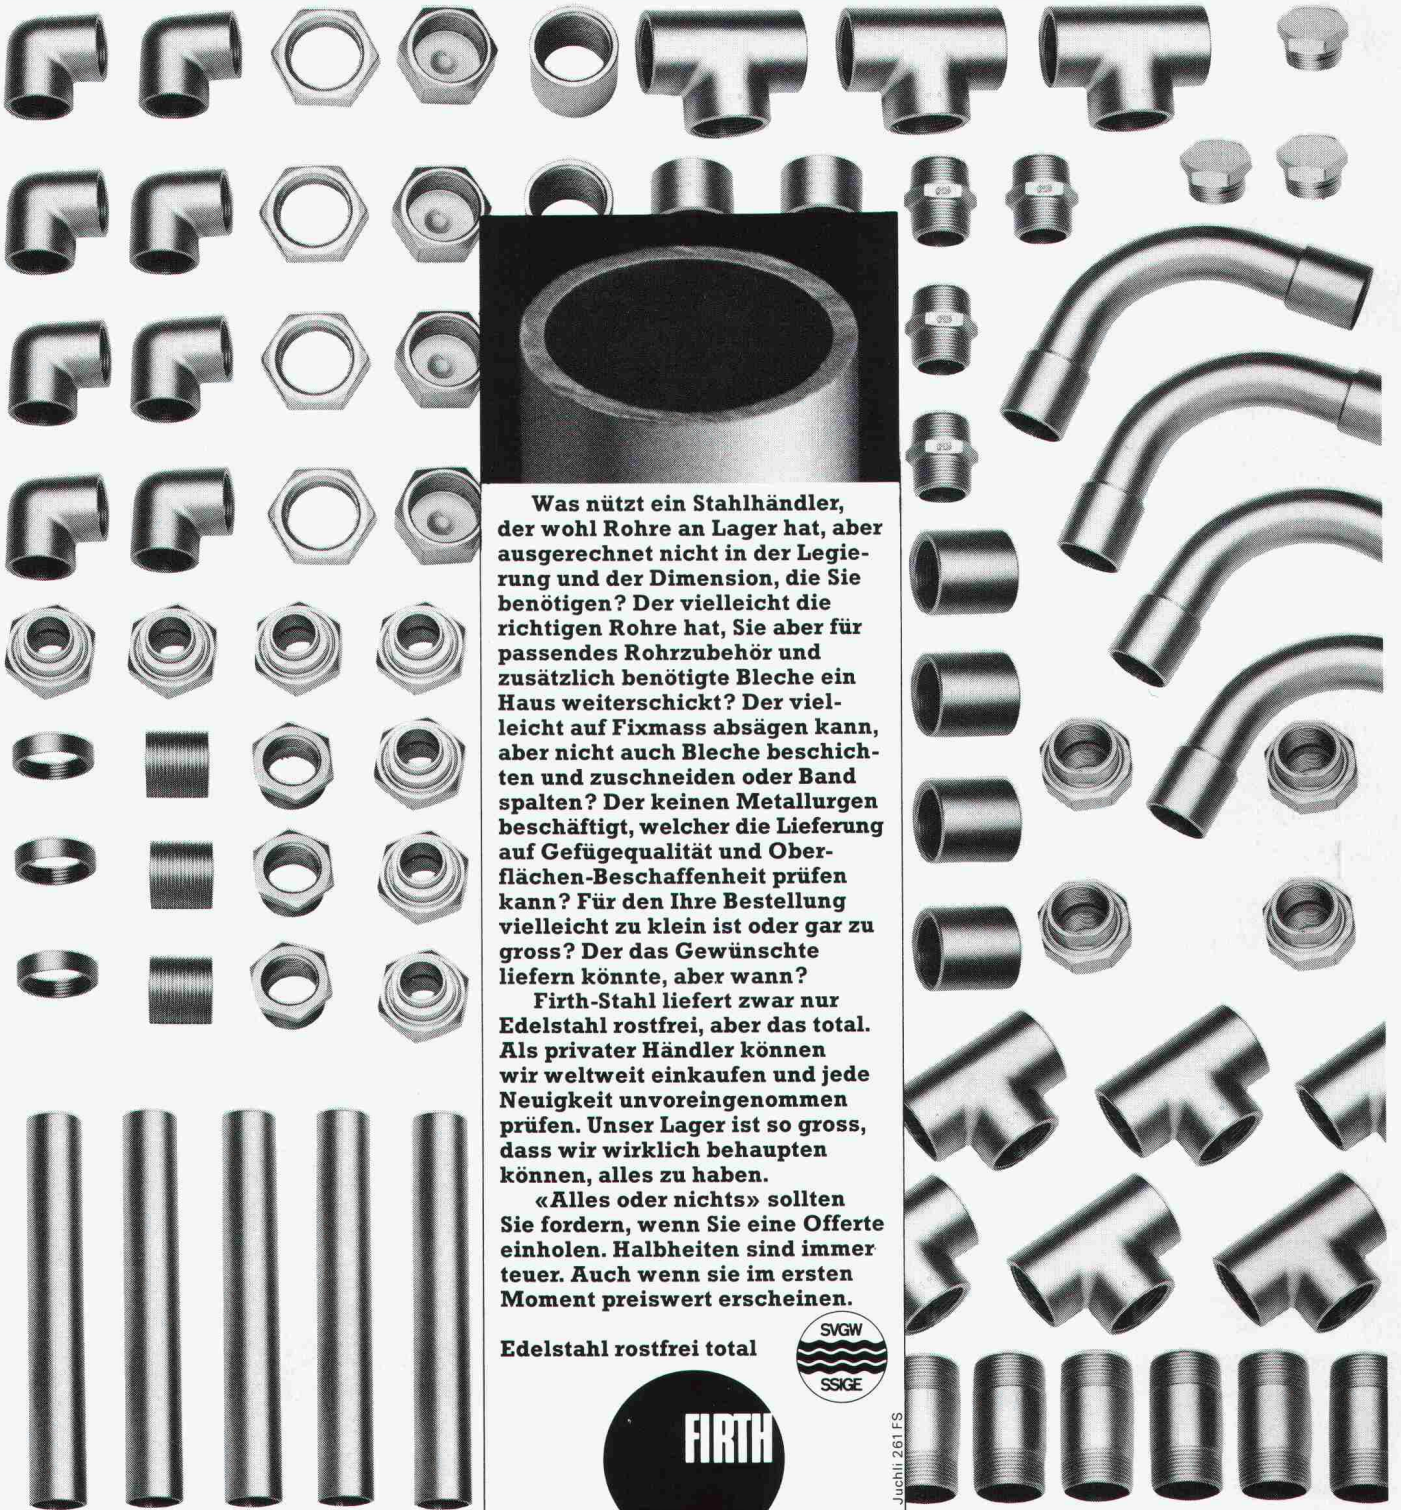 Was nützt ein Stahlhändler,
der wohl Rohre an Lager hat, aber
ausgerechnet nicht in der Legie-
rung und der Dimension, die Sie
benötigen? Der vielleicht die
richtigen Rohre hat, Sie aber für
passendes Rohrzubehör und
zusätzlich benötigte Bleche ein
Haus weiterschickt? Der viel-
leicht auf Fixmass absägen kann,
aber nicht auch Bleche beschich-
ten und zuschneiden oder Band
spalten? Der keinen Metallurgen
beschäftigt, welcher die Lieferung
auf Gefügequalität und Ober-
flächen-Beschaffenheit prüfen
kann? Für den Ihre Bestellung
vielleicht zu klein ist oder gar zu
gross? Der das Gewünschte
liefern könnte, aber wann?
Firth-Stahl liefert zwar nur
Edelstahl rostfrei, aber das total.
Als privater Händler können
wir weltweit einkaufen und jede
Neuigkeit unvoreingenommen
prüfen. Unser Lager ist so gross,
dass wir wirklich behaupten
können, alles zu haben.
«Alles oder nichts» sollten
Sie fordern, wenn Sie eine Offerte
einholen. Halbheiten sind immer
teuer. Auch wenn sie im ersten
Moment preiswert erscheinen.
Edelstahl rostfrei total
SVGW
SSIGE
FIRTH
Juchli 261 FS